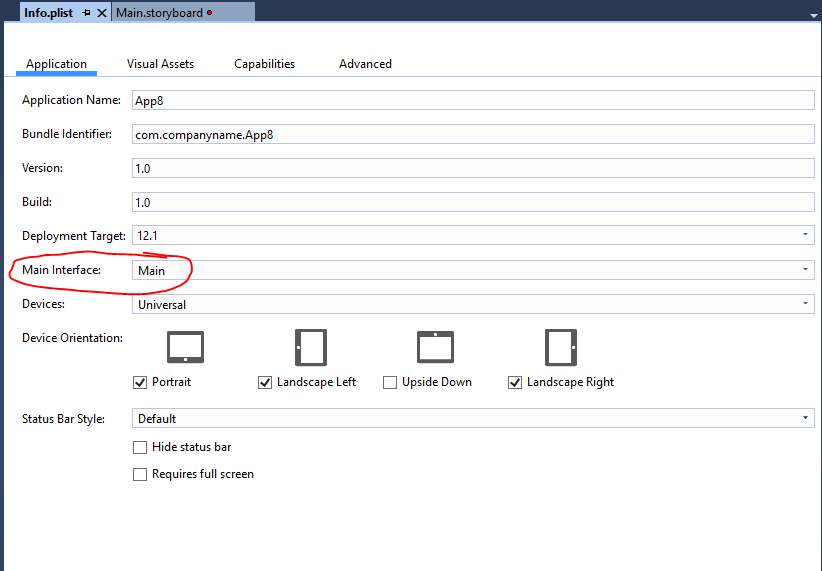 Info.plist Main.storyboard
Application Visual Assets Capabilities Advanced
Application Name: App8
Bundle Identifier: com.companyname.App8
Version: 1.0
Build: 1.0
Deployment Target: 12.1
Main Interface: Main
Devices: Universal
Device Orientation:
Portrait Landscape Left Upside Down Landscape Right
Status Bar Style: Default
Hide status bar
Requires full screen